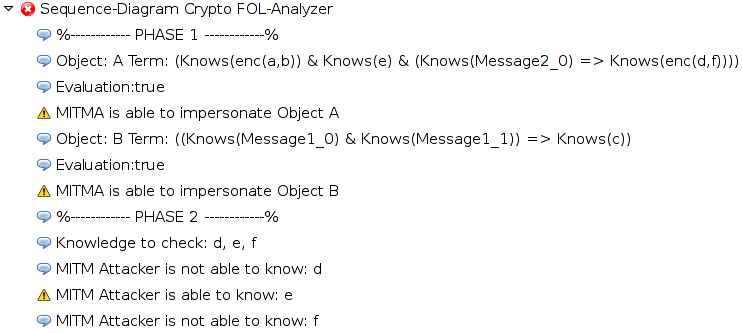 Sequence-Diagram Crypto FOL-Analyzer
%------------ PHASE 1 ------------%
Object: A Term: (Knows(enc(a,b)) & Knows(e) & (Knows(Message2_0) => Knows(enc(d,f))))
Evaluation:true
MITMA is able to impersonate Object A
Object: B Term: ((Knows(Message1_0) & Knows(Message1_1)) => Knows(c))
Evaluation:true
MITMA is able to impersonate Object B
%------------ PHASE 2 ------------%
Knowledge to check: d, e, f
MITM Attacker is not able to know: d
MITM Attacker is able to know: e
MITM Attacker is not able to know: f